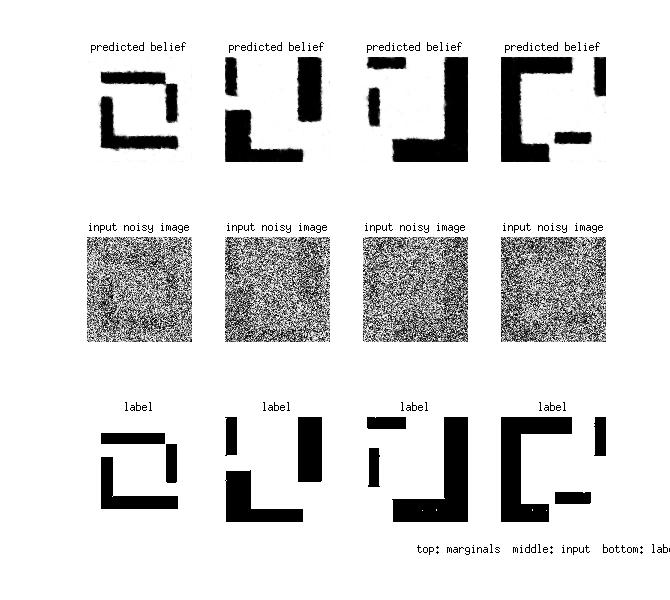 predicted belief predicted belief predicted belief predicted belief
input noisy image input noisy image input noisy image input noisy image
label label label label
top: marginals middle: input bottom: labe